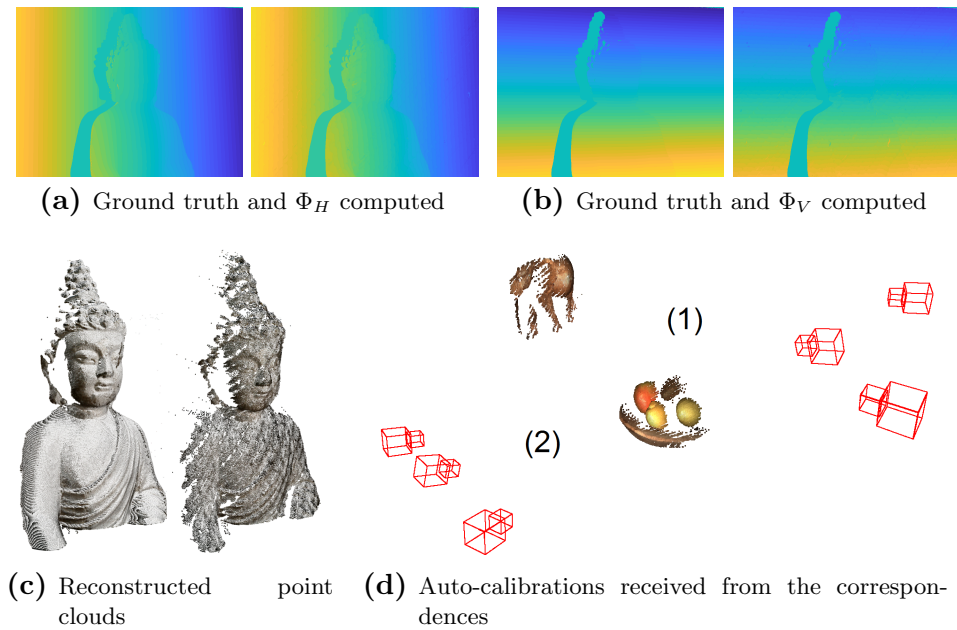 (a) Ground truth and Φ_H computed
(b) Ground truth and Φ_V computed
(1)
(2)
(c) Reconstructed point
clouds
(d) Auto-calibrations received from the correspon-
dences